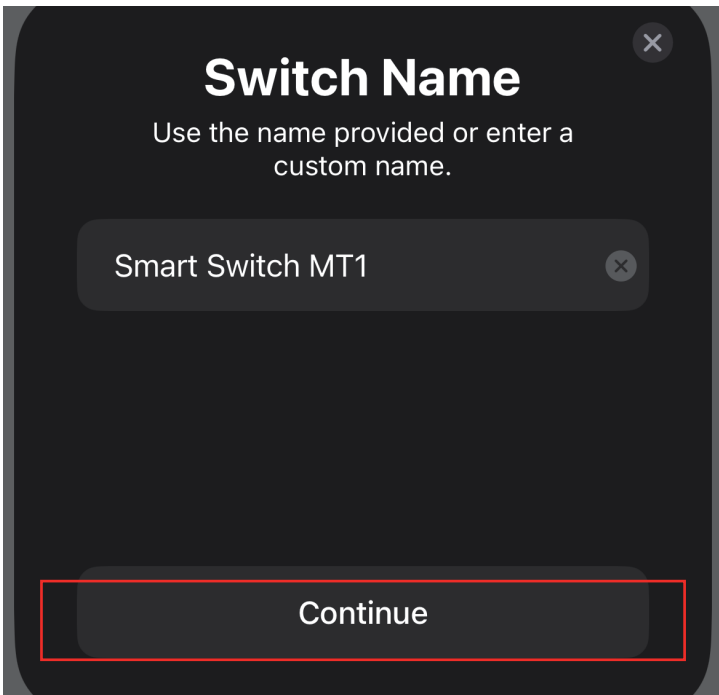 Switch Name
Use the name provided or enter a
custom name.
Smart Switch MT1
Continue